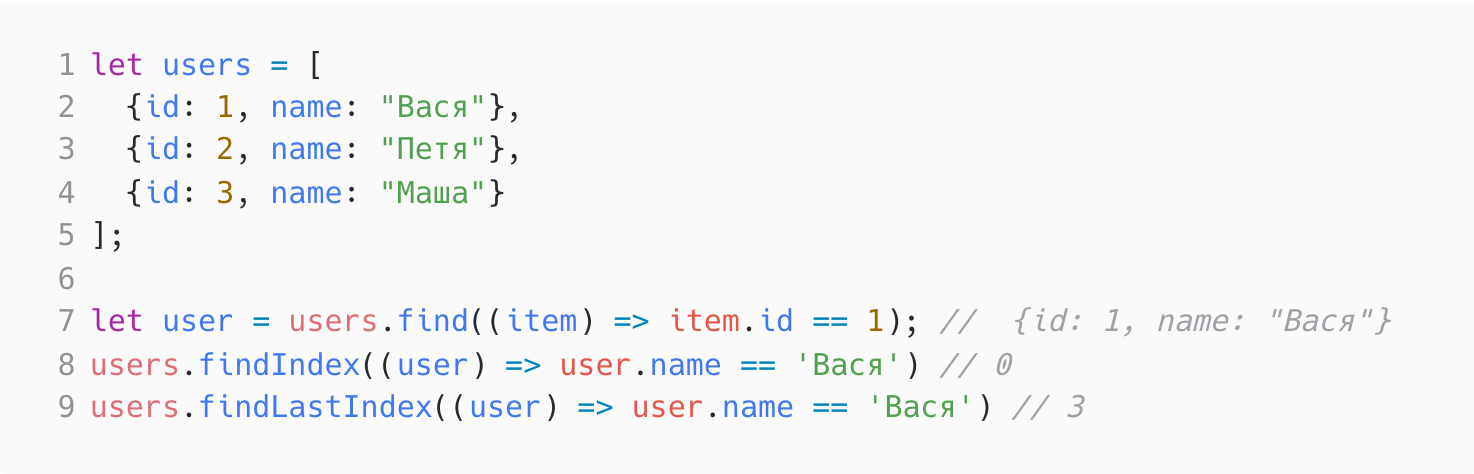 1 let users = [
2   {id: 1, name: "Вася"},
3   {id: 2, name: "Петя"},
4   {id: 3, name: "Маша"}
5 ];
6
7 let user = users.find((item) => item.id == 1); //  {id: 1, name: "Вася"}
8 users.findIndex((user) => user.name == 'Вася') // 0
9 users.findLastIndex((user) => user.name == 'Вася') // 3